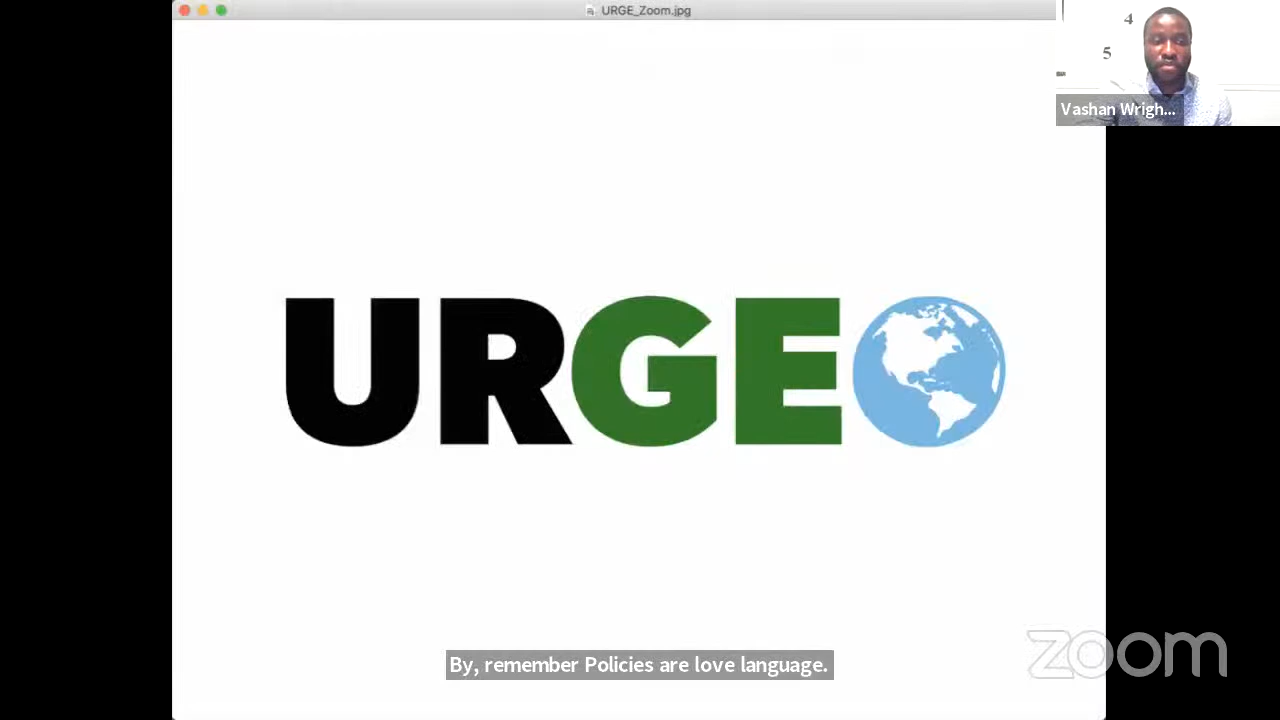 URGE_Zoom.jpg
4
5
Vashan Wrigh...
URGE
By, remember Policies are love language.
zoom